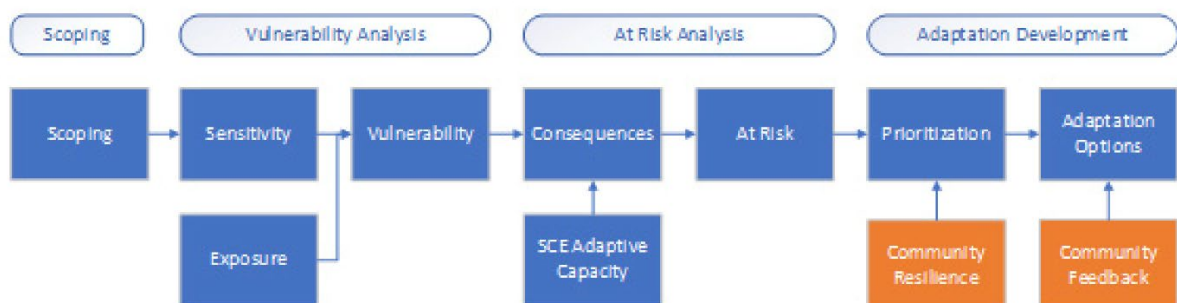 Scoping
Vulnerability Analysis
At Risk Analysis
Adaptation Development
Scoping
Sensitivity
Vulnerability
Consequences
At Risk
Prioritization
Adaptation
Options
Exposure
SCE Adaptive
Capacity
Community
Resilience
Community
Feedback